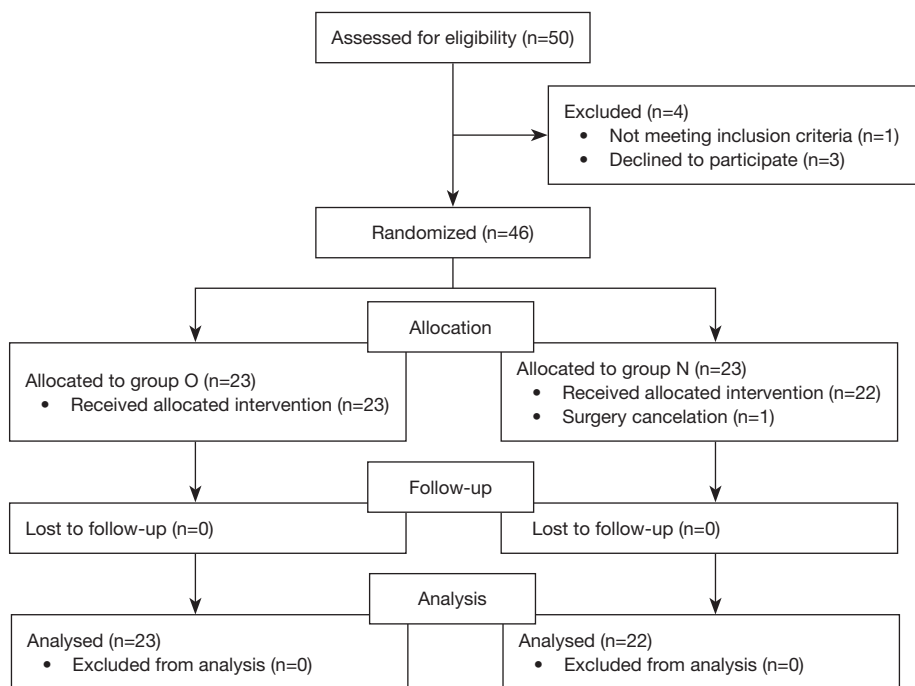 Assessed for eligibility (n=50)
Excluded (n=4)
• Not meeting inclusion criteria (n=1)
• Declined to participate (n=3)
Randomized (n=46)
Allocation
Allocated to group O (n=23)
• Received allocated intervention (n=23)
Allocated to group N (n=23)
• Received allocated intervention (n=22)
• Surgery cancelation (n=1)
Follow-up
Lost to follow-up (n=0)
Lost to follow-up (n=0)
Analysis
Analysed (n=23)
• Excluded from analysis (n=0)
Analysed (n=22)
• Excluded from analysis (n=0)